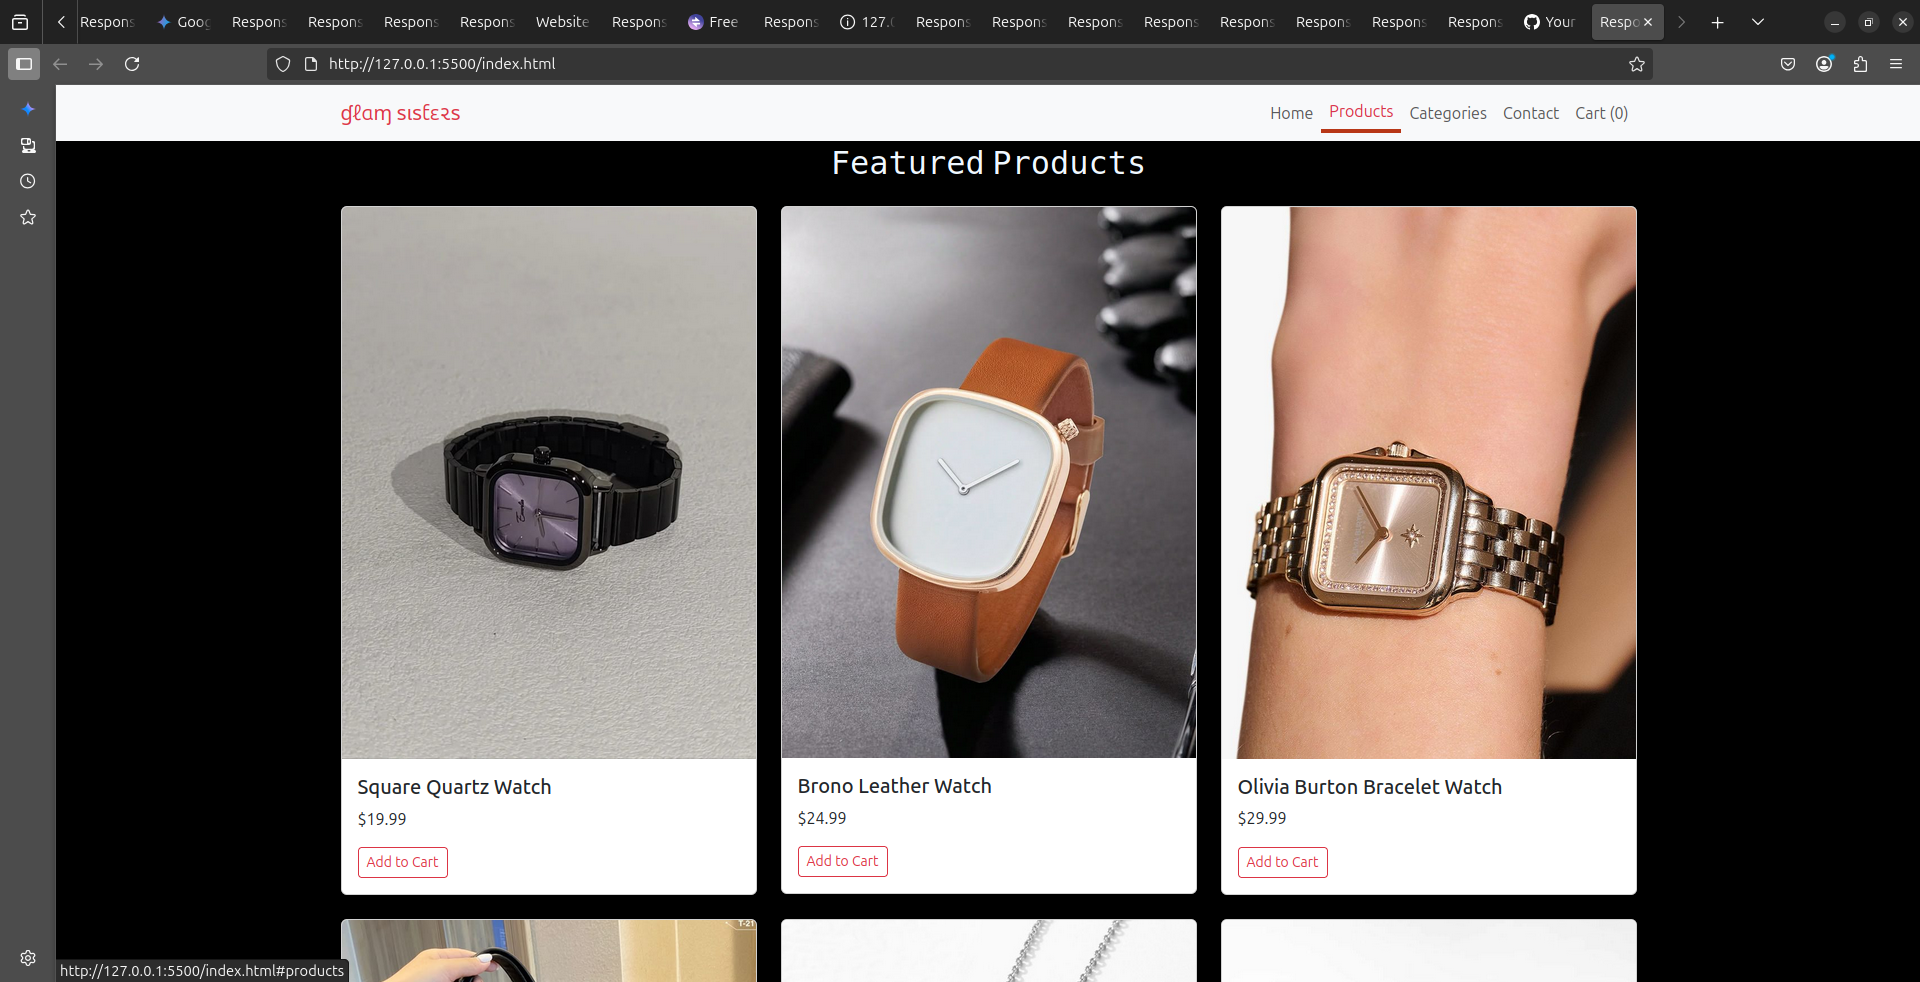 Respons
Goog
Respons
Respons
Respons
Respons
Website
Respons
Free
Respons
127.0
Respons
Respons
Respons
Respons
Respons
Respons
Respons
Respons
Your
Respo
http://127.0.0.1:5500/index.html
Home
Products
Categories
Contact
Cart (0)
Featured Products
Square Quartz Watch
$19.99
Add to Cart
Brono Leather Watch
$24.99
Add to Cart
Olivia Burton Bracelet Watch
$29.99
Add to Cart
T-21
http://127.0.0.1:5500/index.html#products